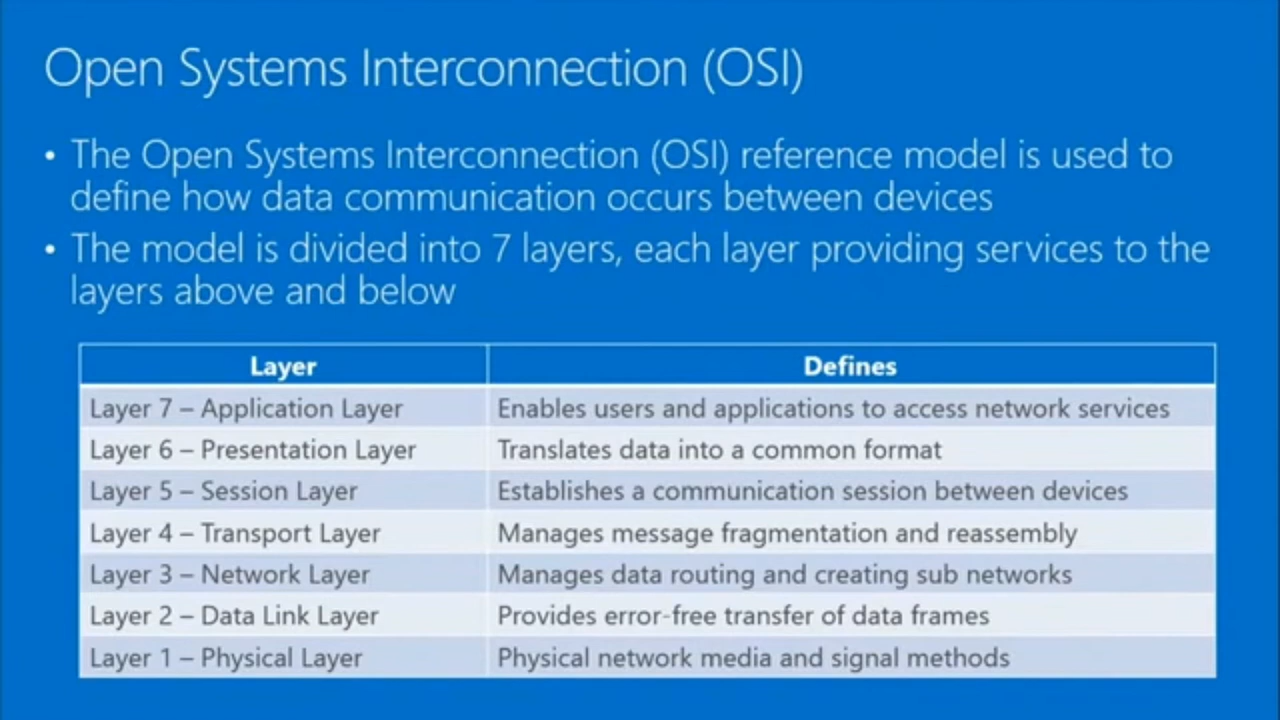 Open Systems Interconnection (OSI)
• The Open Systems Interconnection (OSI) reference model is used to
define how data communication occurs between devices
• The model is divided into 7 layers, each layer providing services to the
layers above and below
Layer Defines
Layer 7 – Application Layer Enables users and applications to access network services
Layer 6 – Presentation Layer Translates data into a common format
Layer 5 – Session Layer Establishes a communication session between devices
Layer 4 – Transport Layer Manages message fragmentation and reassembly
Layer 3 – Network Layer Manages data routing and creating sub networks
Layer 2 – Data Link Layer Provides error-free transfer of data frames
Layer 1 – Physical Layer Physical network media and signal methods